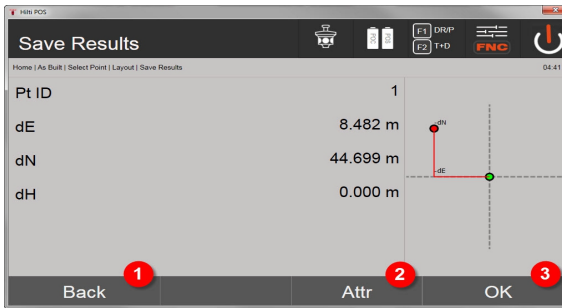 Hilti POS
Save Results
POC POC
F1 DR/P
F2 T+D
FNC
Home | As Built | Select Point | Layout | Save Results
04:41
Pt ID 1
dE 8.482 m
dN 44.699 m
dH 0.000 m
-dN
-dE
1
2
3
Back
Attr
OK